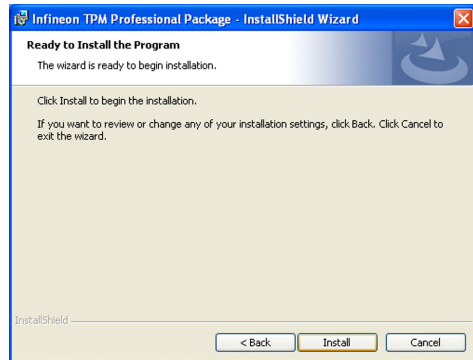 Infineon TPM Professional Package - InstallShield Wizard
Ready to Install the Program
The wizard is ready to begin installation.
Click Install to begin the installation.
If you want to review or change any of your installation settings, click Back. Click Cancel to
exit the wizard.
InstallShield
< Back Install Cancel